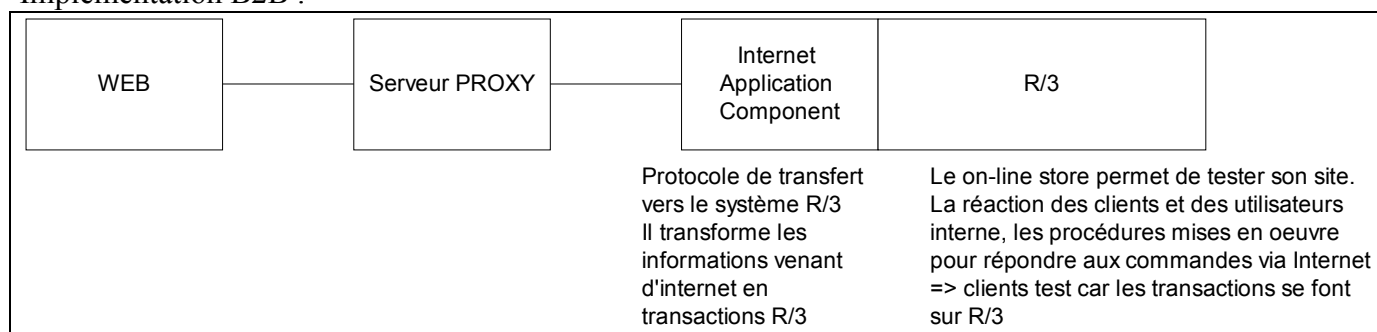 Implémentation B2B :
WEB
Serveur PROXY
Internet
Application
Component
R/3
Protocole de transfert
vers le système R/3
Il transforme les
informations venant
d'internet en
transactions R/3
Le on-line store permet de tester son site.
La réaction des clients et des utilisateurs
interne, les procédures mises en oeuvre
pour répondre aux commandes via Internet
=> clients test car les transactions se font
sur R/3